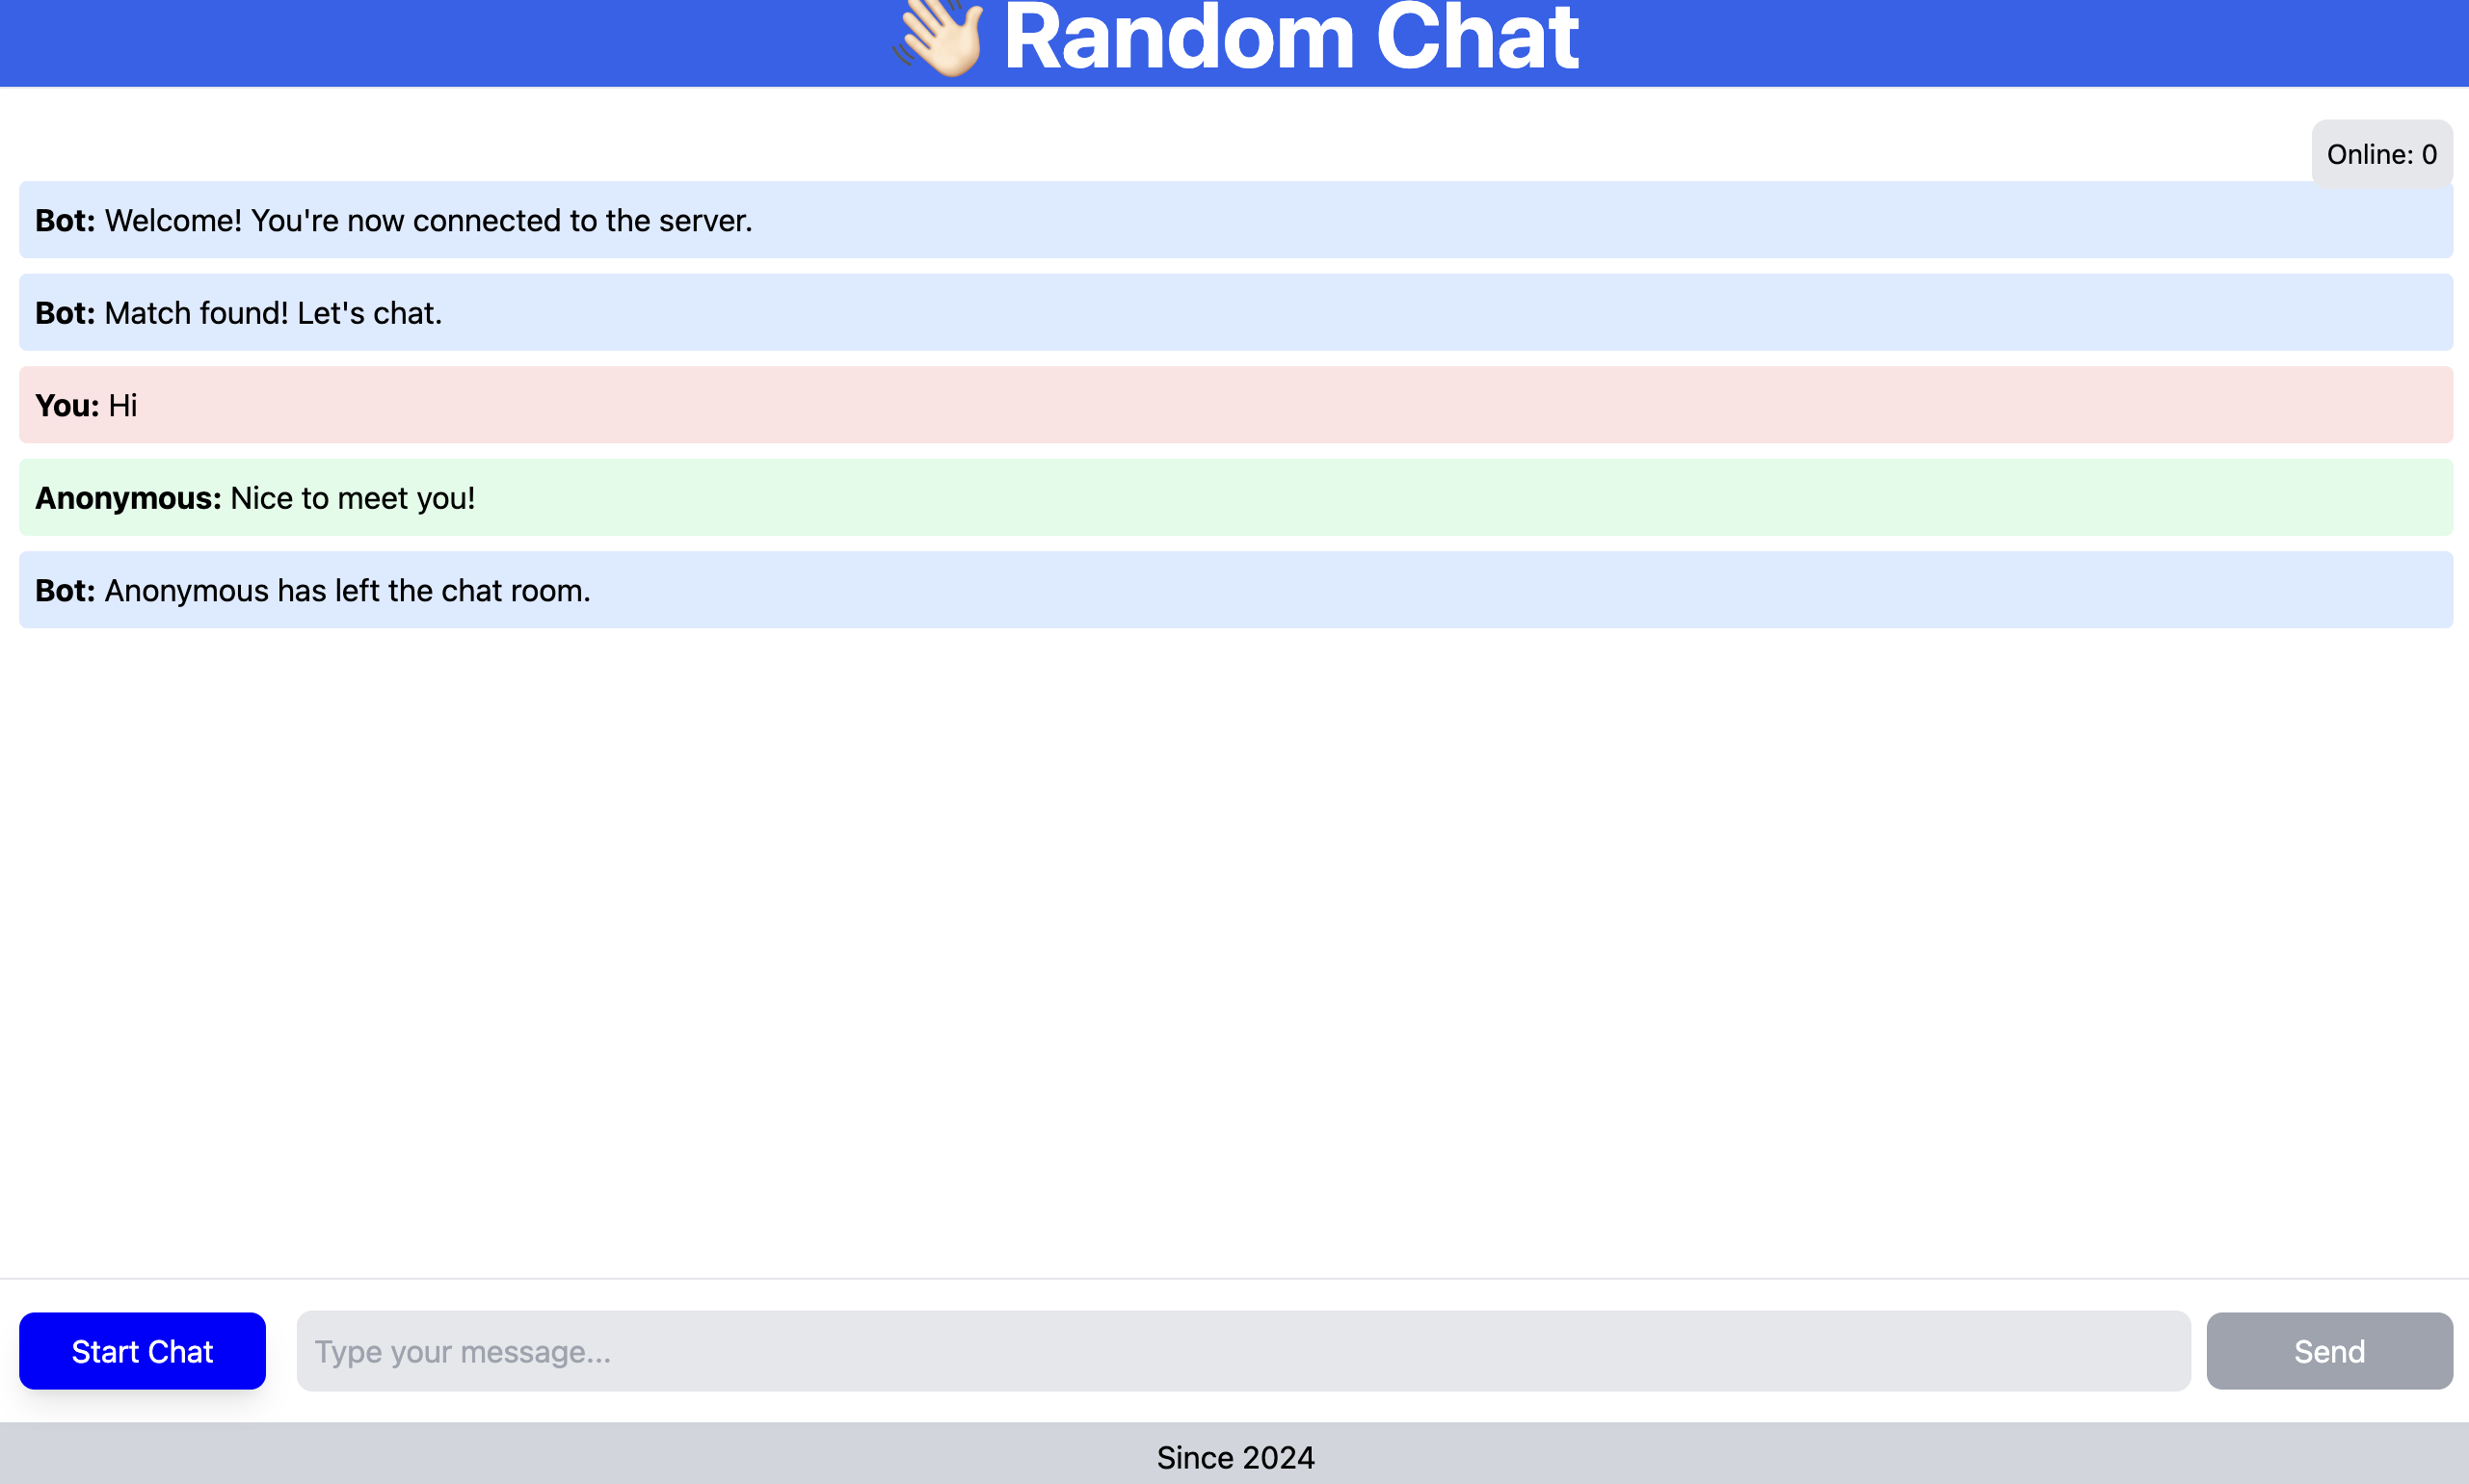 👋🏻 Random Chat
Online: 0
Bot: Welcome! You're now connected to the server.
Bot: Match found! Let's chat.
You: Hi
Anonymous: Nice to meet you!
Bot: Anonymous has left the chat room.
Start Chat
Type your message...
Send
Since 2024